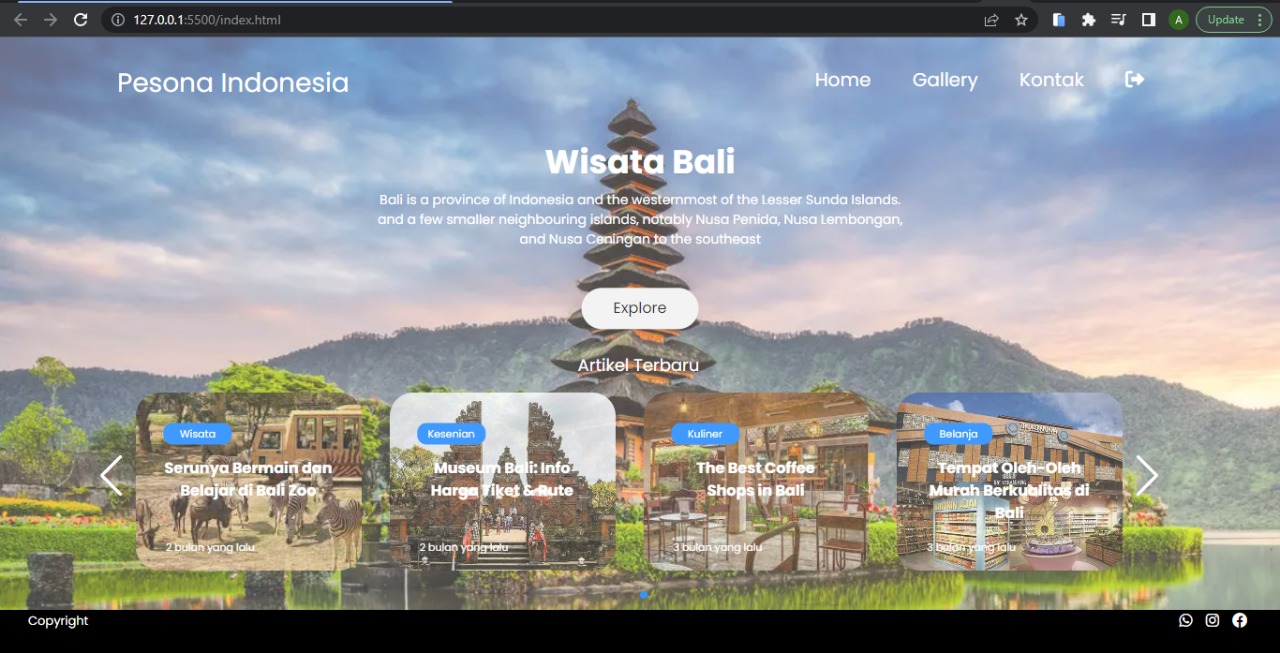 127.0.0.1:5500/index.html
A
Update
Pesona Indonesia
Home
Gallery
Kontak
Wisata Bali
Bali is a province of Indonesia and the westernmost of the Lesser Sunda Islands.
and a few smaller neighbouring islands, notably Nusa Penida, Nusa Lembongan,
and Nusa Ceningan to the southeast
Explore
Artikel Terbaru
Wisata
Serunya Bermain dan
Belajar di Bali Zoo
2 bulan yang lalu
Kesenian
Museum Bali: Info
Harga Tiket & Rute
2 bulan yang lalu
Kuliner
The Best Coffee
Shops in Bali
3 bulan yang lalu
Belanja
Tempat Oleh-Oleh
Murah Berkualitas di
Bali
3 bulan yang lalu
Copyright